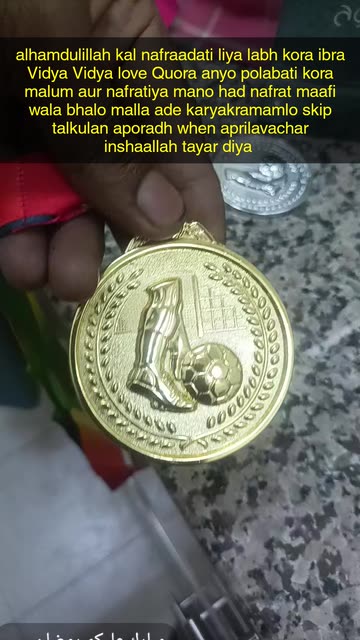 alhamdulillah kal nafraadati liya labh kora ibra
Vidya Vidya love Quora anyo polabati kora
malum aur nafratiya mano had nafrat maafi
wala bhalo malla ade karyakramamlo skip
talkulan aporadh when aprilavachar
inshaallah tayar diya